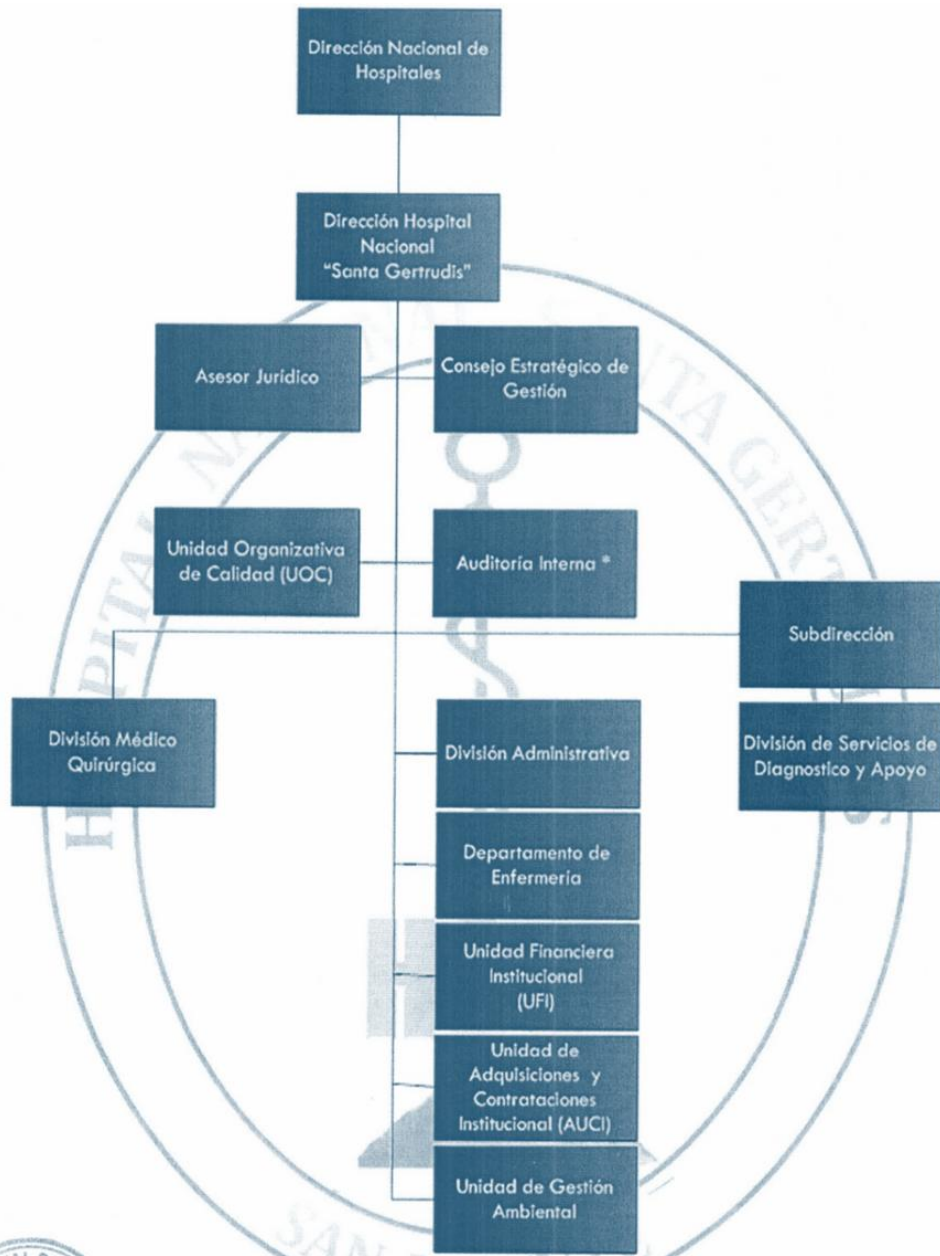 Dirección Nacional de
Hospitales
Dirección Hospital
Nacional
"Santa Gertrudis"
Asesor Jurídico
Consejo Estratégico de
Gestión
Unidad Organizativa
de Calidad (UOC)
Auditoría Interna *
Subdirección
División Médico
Quirúrgica
División Administrativa
División de Servicios de
Diagnostico y Apoyo
Departamento de
Enfermería
Unidad Financiera
Institucional
(UFI)
Unidad de
Adquisiciones y
Contrataciones
Institucional (AUCI)
Unidad de Gestión
Ambiental